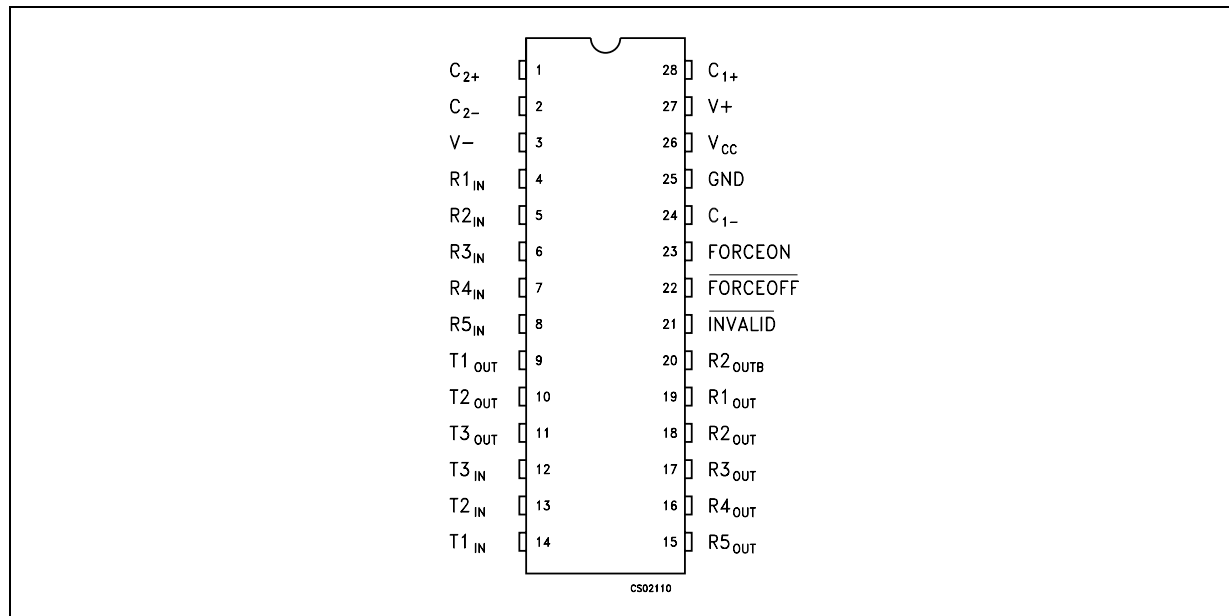 C2+ 1 28 C1+
C2- 2 27 V+
V- 3 26 VCC
R1IN 4 25 GND
R2IN 5 24 C1-
R3IN 6 23 FORCEON
R4IN 7 22 FORCEOFF
R5IN 8 21 INVALID
T1OUT 9 20 R2OUTB
T2OUT 10 19 R1OUT
T3OUT 11 18 R2OUT
T3IN 12 17 R3OUT
T2IN 13 16 R4OUT
T1IN 14 15 R5OUT
CS02110